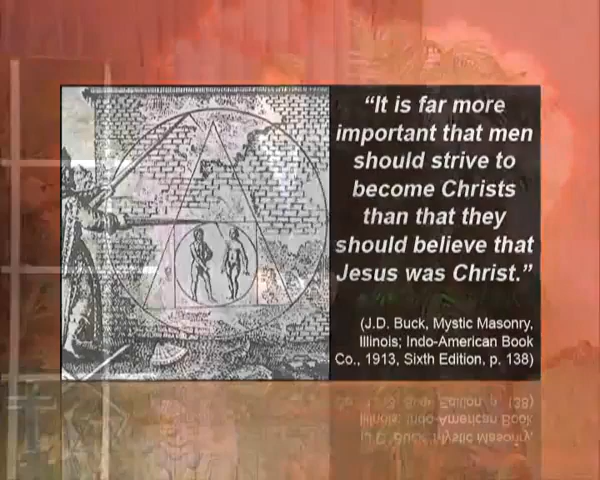 “It is far more
important that men
should strive to
become Christs
than that they
should believe that
Jesus was Christ.”
(J.D. Buck, Mystic Masonry,
Illinois; Indo-American Book
Co., 1913, Sixth Edition, p. 138)